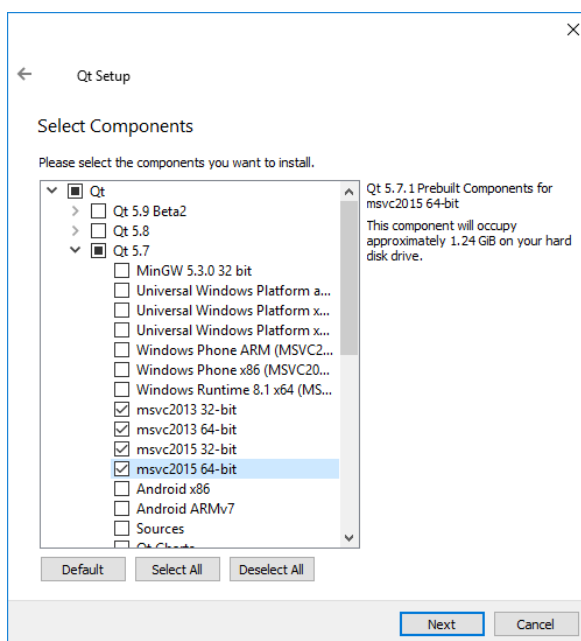 Qt Setup
Select Components
Please select the components you want to install.
Qt
Qt 5.9 Beta2
Qt 5.8
Qt 5.7
MinGW 5.3.0 32 bit
Universal Windows Platform a...
Universal Windows Platform x...
Universal Windows Platform x...
Windows Phone ARM (MSVC2...
Windows Phone x86 (MSVC20...
Windows Runtime 8.1 x64 (MS...
msvc2013 32-bit
msvc2013 64-bit
msvc2015 32-bit
msvc2015 64-bit
Android x86
Android ARMv7
Sources
Qt Charts
Qt 5.7.1 Prebuilt Components for
msvc2015 64-bit
This component will occupy
approximately 1.24 GiB on your hard
disk drive.
Default
Select All
Deselect All
Next
Cancel